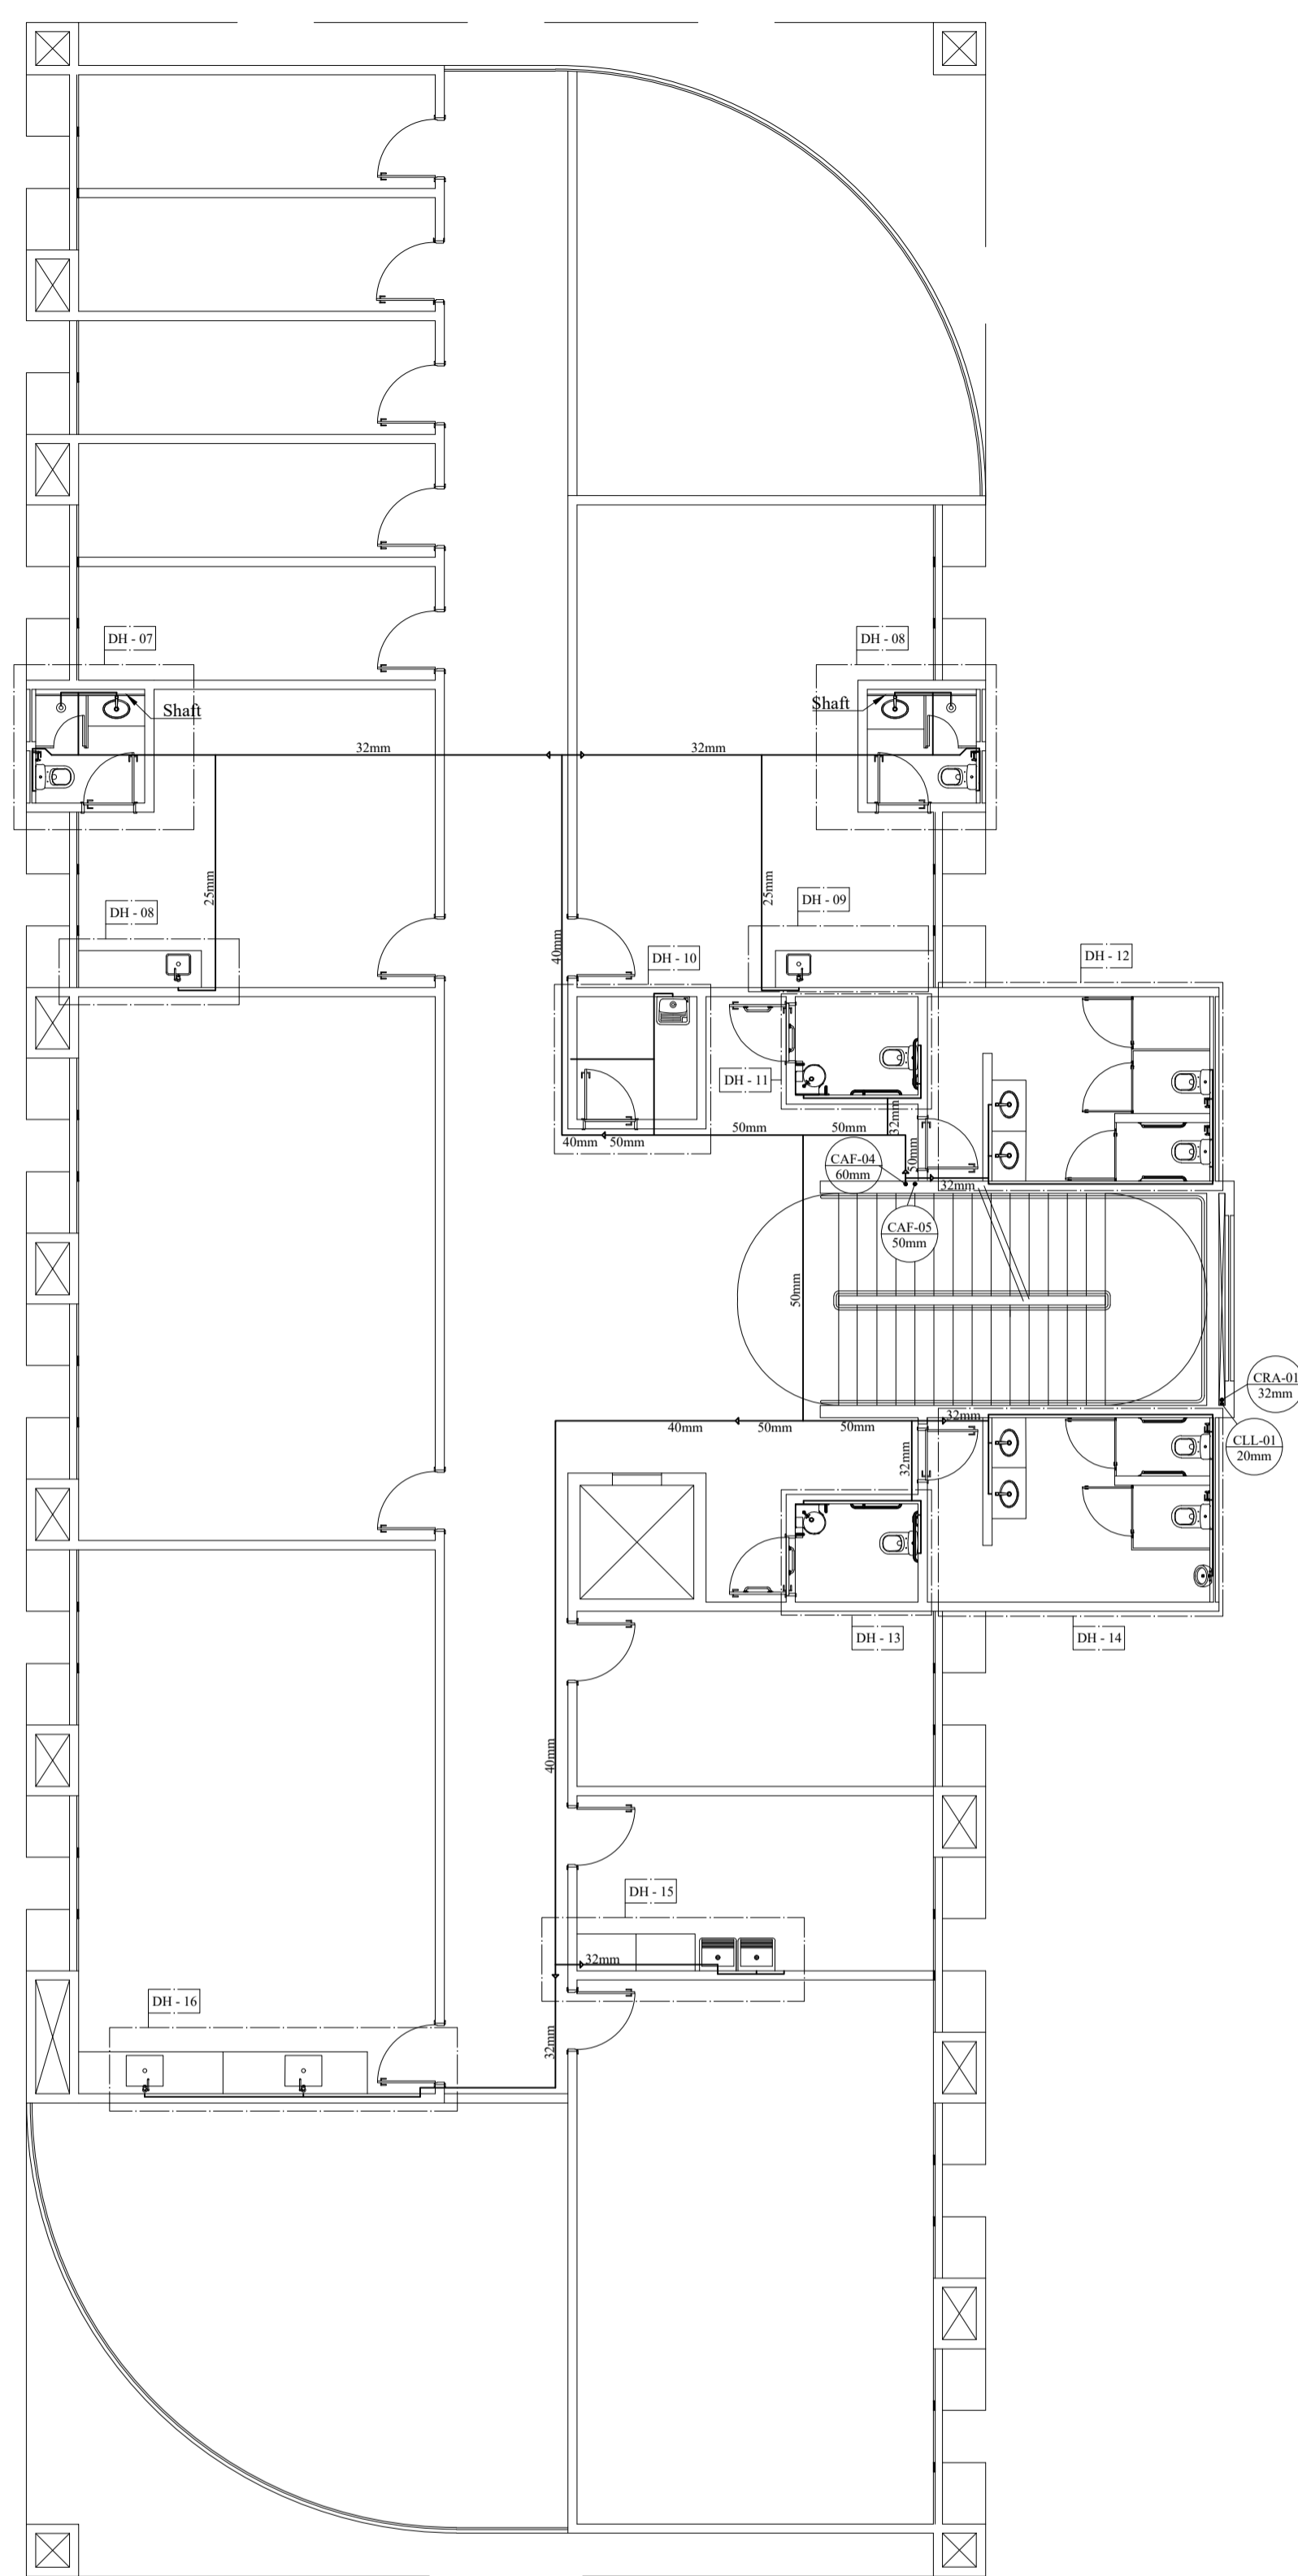 DH - 07
DH - 08
Shaft
Shaft
32mm
32mm
25mm
25mm
DH - 08
DH - 09
40mm
DH - 10
DH - 12
DH - 11
32mm
40mm
50mm
50mm
50mm
50mm
CAF-04
60mm
32mm
CAF-05
50mm
50mm
CRA-01
32mm
32mm
40mm
50mm
50mm
CLL-01
20mm
32mm
DH - 13
DH - 14
40mm
DH - 15
32mm
DH - 16
32mm